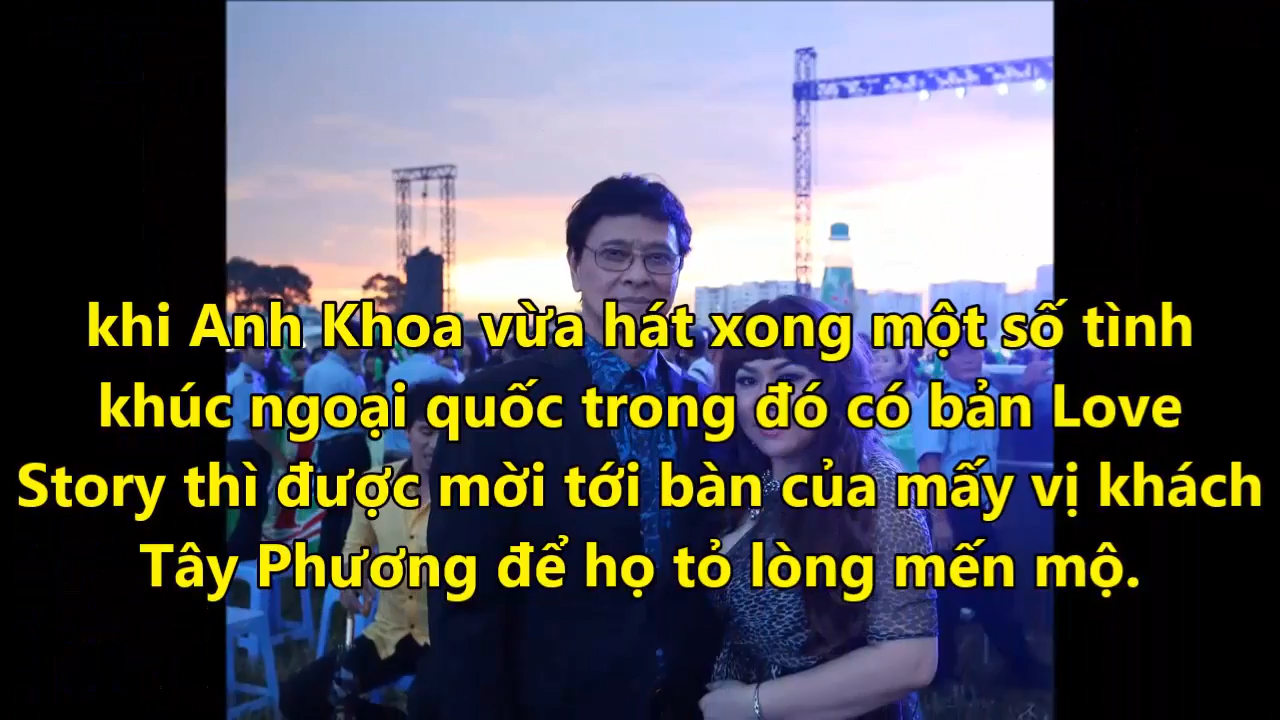 khi Anh Khoa vừa hát xong một số tình
khúc ngoại quốc trong đó có bản Love
Story thì được mời tới bàn của mấy vị khách
Tây Phương để họ tỏ lòng mến mộ.